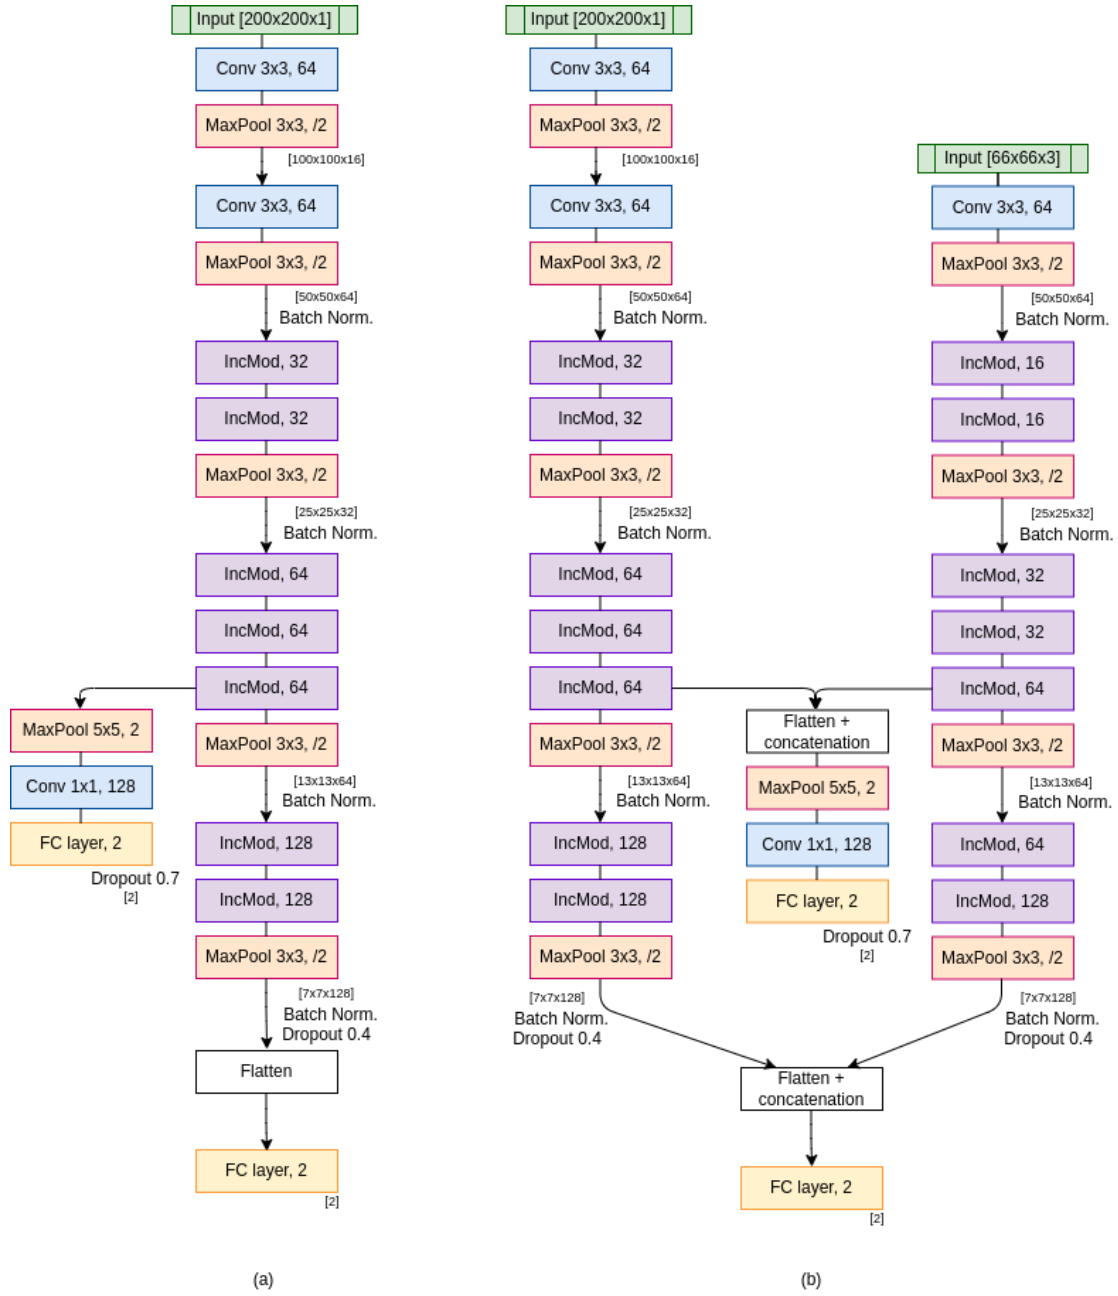 Input [200x200x1]
Conv 3x3, 64
MaxPool 3x3, /2
[100x100x16]
Conv 3x3, 64
MaxPool 3x3, /2
[50x50x64]
Batch Norm.
IncMod, 32
IncMod, 32
MaxPool 3x3, /2
[25x25x32]
Batch Norm.
IncMod, 64
IncMod, 64
IncMod, 64
MaxPool 5x5, 2
Conv 1x1, 128
FC layer, 2
Dropout 0.7
[2]
MaxPool 3x3, /2
[13x13x64]
Batch Norm.
IncMod, 128
IncMod, 128
MaxPool 3x3, /2
[7x7x128]
Batch Norm.
Dropout 0.4
Flatten
FC layer, 2
[2]
(a)
Input [200x200x1]
Conv 3x3, 64
MaxPool 3x3, /2
[100x100x16]
Conv 3x3, 64
MaxPool 3x3, /2
[50x50x64]
Batch Norm.
IncMod, 32
IncMod, 32
MaxPool 3x3, /2
[25x25x32]
Batch Norm.
IncMod, 64
IncMod, 64
IncMod, 64
MaxPool 3x3, /2
[13x13x64]
Batch Norm.
IncMod, 128
IncMod, 128
MaxPool 3x3, /2
[7x7x128]
Batch Norm.
Dropout 0.4
Flatten +
concatenation
MaxPool 5x5, 2
Conv 1x1, 128
FC layer, 2
Dropout 0.7
[2]
Input [66x66x3]
Conv 3x3, 64
MaxPool 3x3, /2
[50x50x64]
Batch Norm.
IncMod, 16
IncMod, 16
MaxPool 3x3, /2
[25x25x32]
Batch Norm.
IncMod, 32
IncMod, 32
IncMod, 64
MaxPool 3x3, /2
[13x13x64]
Batch Norm.
IncMod, 64
IncMod, 128
MaxPool 3x3, /2
[7x7x128]
Batch Norm.
Dropout 0.4
Flatten +
concatenation
FC layer, 2
[2]
(b)